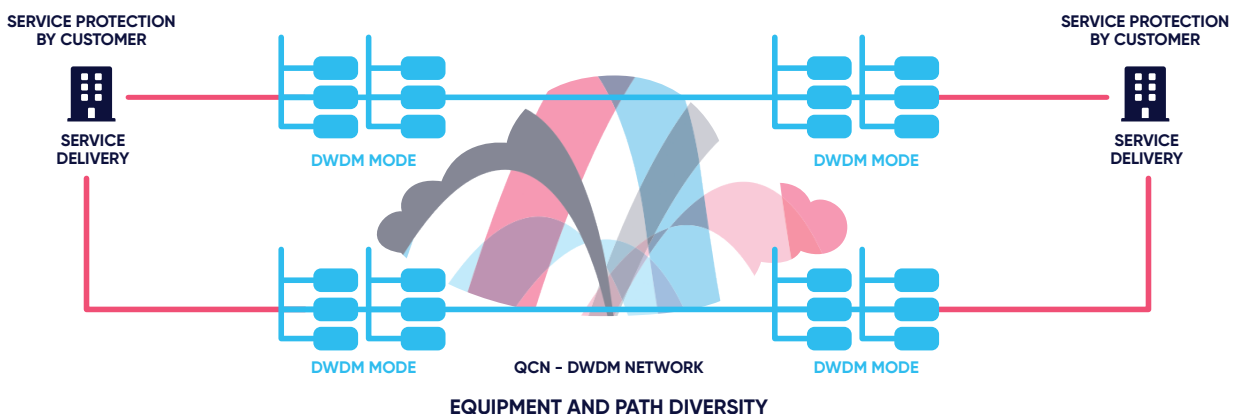 SERVICE PROTECTION
BY CUSTOMER
SERVICE PROTECTION
BY CUSTOMER
SERVICE
DELIVERY
DWDM MODE
DWDM MODE
SERVICE
DELIVERY
DWDM MODE
QCN - DWDM NETWORK
DWDM MODE
EQUIPMENT AND PATH DIVERSITY